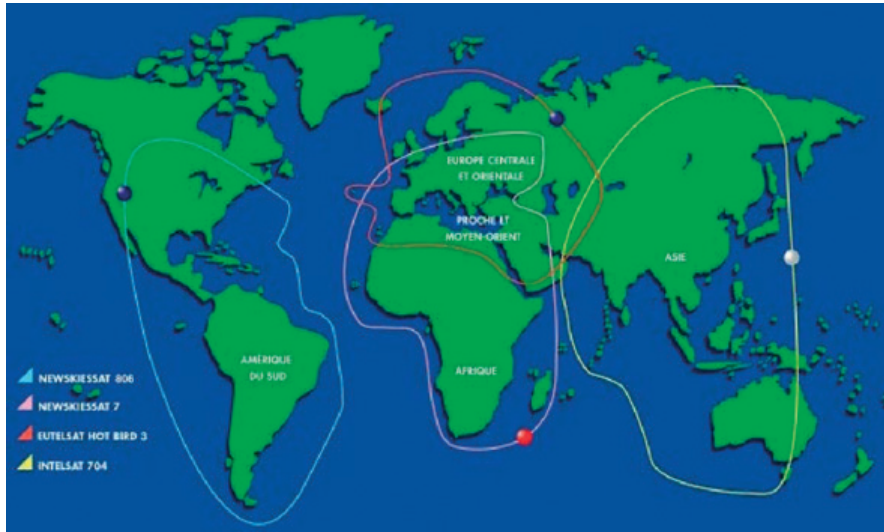 EUROPE CENTRALE
ET ORIENTALE
PROCHE ET
MOYEN-ORIENT
ASIE
AMÉRIQUE
DU SUD
AFRIQUE
NEWSKIESSAT 806
NEWSKIESSAT 7
EUTELSAT HOT BIRD 3
INTELSAT 704